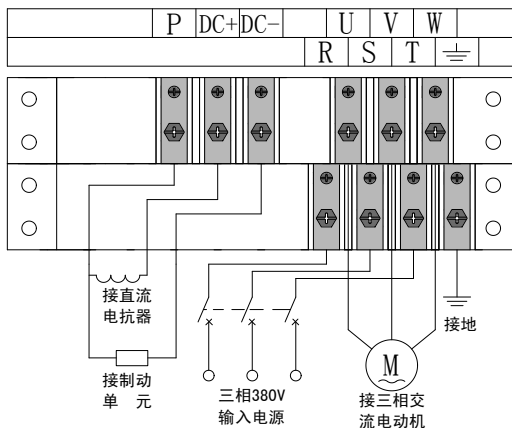 P DC+ DC- U V W
R S T
接直流
电抗器
接地
接制动
单 元
三相380V
输入电源
M
接三相交
流电动机